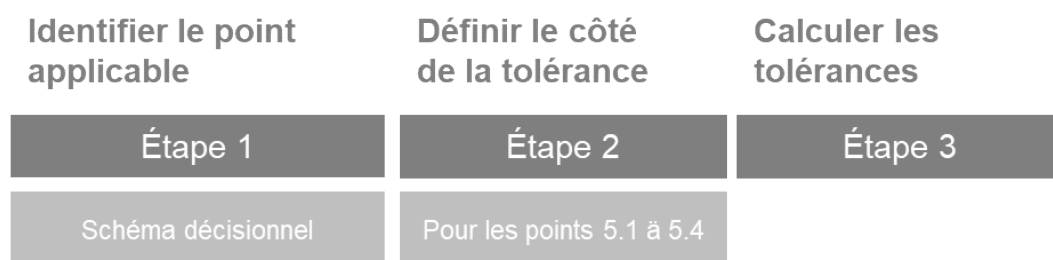 Identifier le point
applicable
Définir le côté
de la tolérance
Calculer les
tolérances
Étape 1
Étape 2
Étape 3
Schéma décisionnel
Pour les points 5.1 ä 5.4